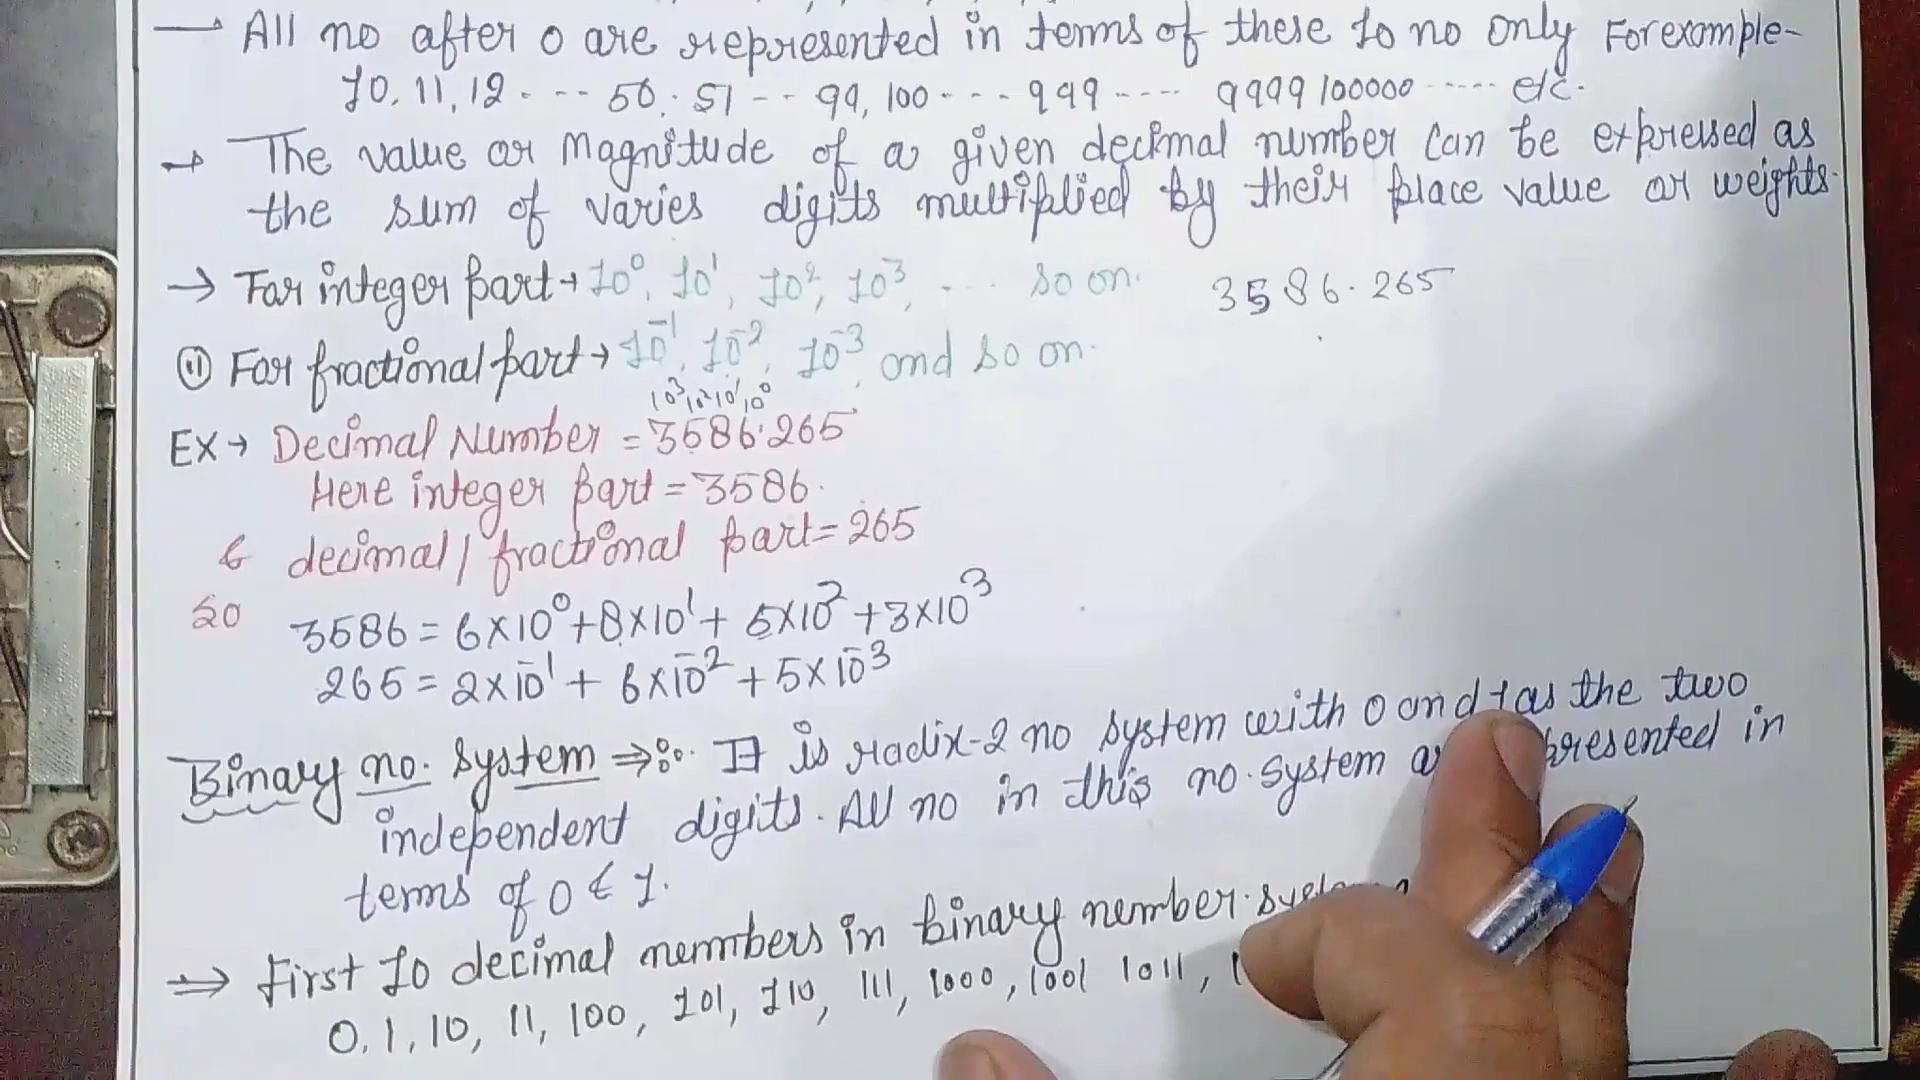 → All no after 0 are represented in terms of these 10 no only For example-
10, 11, 12 . --- 50, 51 --- 99, 100 --- 999 ---- 9999 100000 ----- etc.
→ The value or Magnitude of a given decimal number can be expressed as
the sum of varies digits multiplied by their place value or weights.
→ For integer part → 10⁰, 10¹, 10², 10³, ---- so on. 3586.265
(ii) For fractional part → 10⁻¹, 10⁻², 10⁻³, and so on.
10³ 10² 10¹ 10⁰
EX → Decimal Number = 3586.265
Here integer part = 3586.
& decimal / fractional part = 265
So 3586 = 6×10⁰ + 8×10¹ + 5×10² + 3×10³
265 = 2×10⁻¹ + 6×10⁻² + 5×10⁻³
Binary no. system ⇒ It is radix-2 no system with 0 and 1 as the two
independent digits. All no in this no. system presented in
terms of 0 & 1.
⇒ First 10 decimal nembers in binary nember.
0, 1, 10, 11, 100, 101, 110, 111, 1000, 1001 1011,